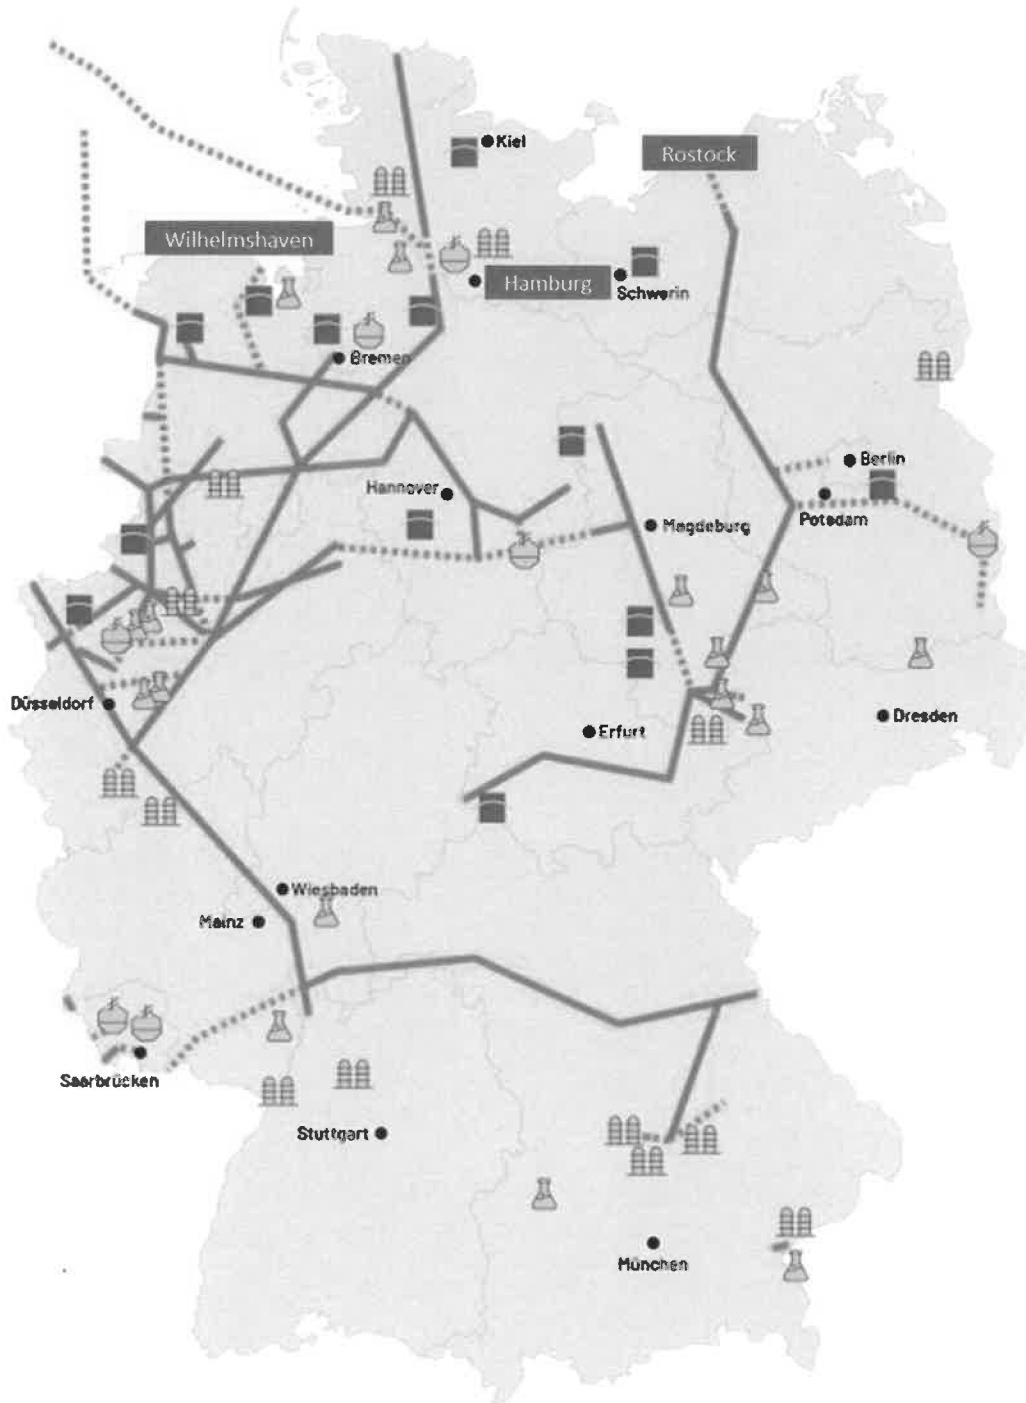 Kiel
Rostock
Wilhelmshaven
Hamburg
Schwerin
Bremen
Berlin
Hannover
Potsdam
Magdeburg
Düsseldorf
Dresden
Erfurt
Wiesbaden
Mainz
Saarbrücken
Stuttgart
München